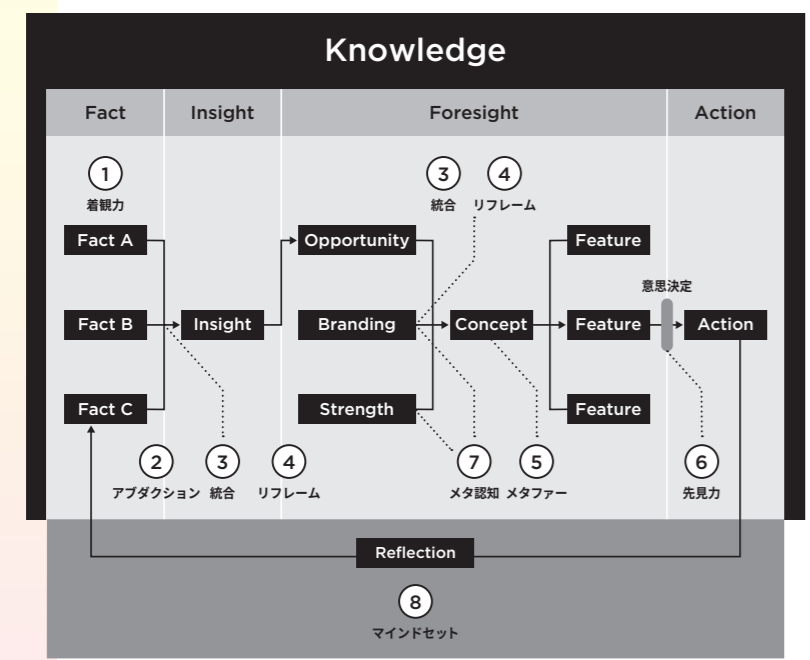 Knowledge
Fact
Insight
Foresight
Action
1
着観力
3
統合
4
リフレーム
Fact A
Opportunity
Feature
意思決定
Fact B
Insight
Branding
Concept
Feature
Action
Fact C
Strength
Feature
2
アブダクション
3
統合
4
リフレーム
7
メタ認知
5
メタファー
6
先見力
Reflection
8
マインドセット